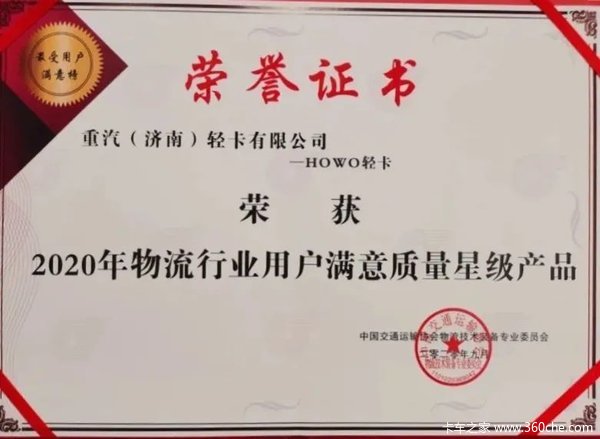 最受用户
满意榜
荣誉证书
重汽（济南）轻卡有限公司
—HOWO轻卡
荣 获
2020年物流行业用户满意质量星级产品
中国交通运输协会物流技术装备专业委员会
二零二零年九月
卡车之家 www.360che.com